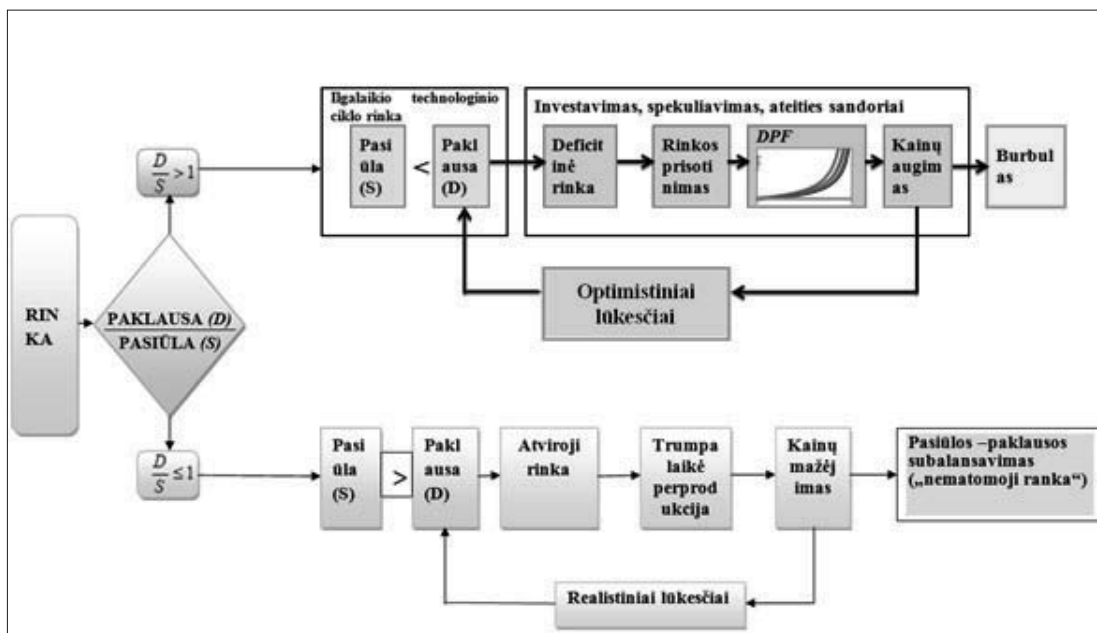 RIN
KA
PAKLAUSA (D)
PASIŪLA (S)
D
S
>1
Ilgalaikio technologinio
ciklo rinka
Pasi
ūla
(S)
<
Pakl
ausa
(D)
Investavimas, spekuliavimas, ateities sandoriai
Deficit
inė
rinka
Rinkos
prisoti
nimas
DPF
Kainų
augim
as
Burbul
as
Optimistiniai
lūkesčiai
D
S
≤1
Pasi
ūla
(S)
>
Pakl
ausa
(D)
Atviroji
rinka
Trumpa
laikė
perprod
ukcija
Kainų
mažėj
imas
Pasiūlos –paklausos
subalansavimas
(„nematomoji ranka“)
Realistiniai lūkesčiai